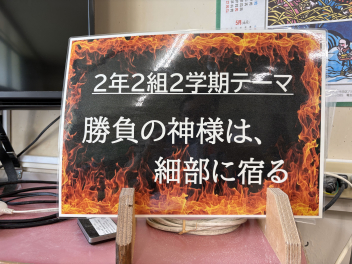 2年2組2学期テーマ
勝負の神様は、
細部に宿る